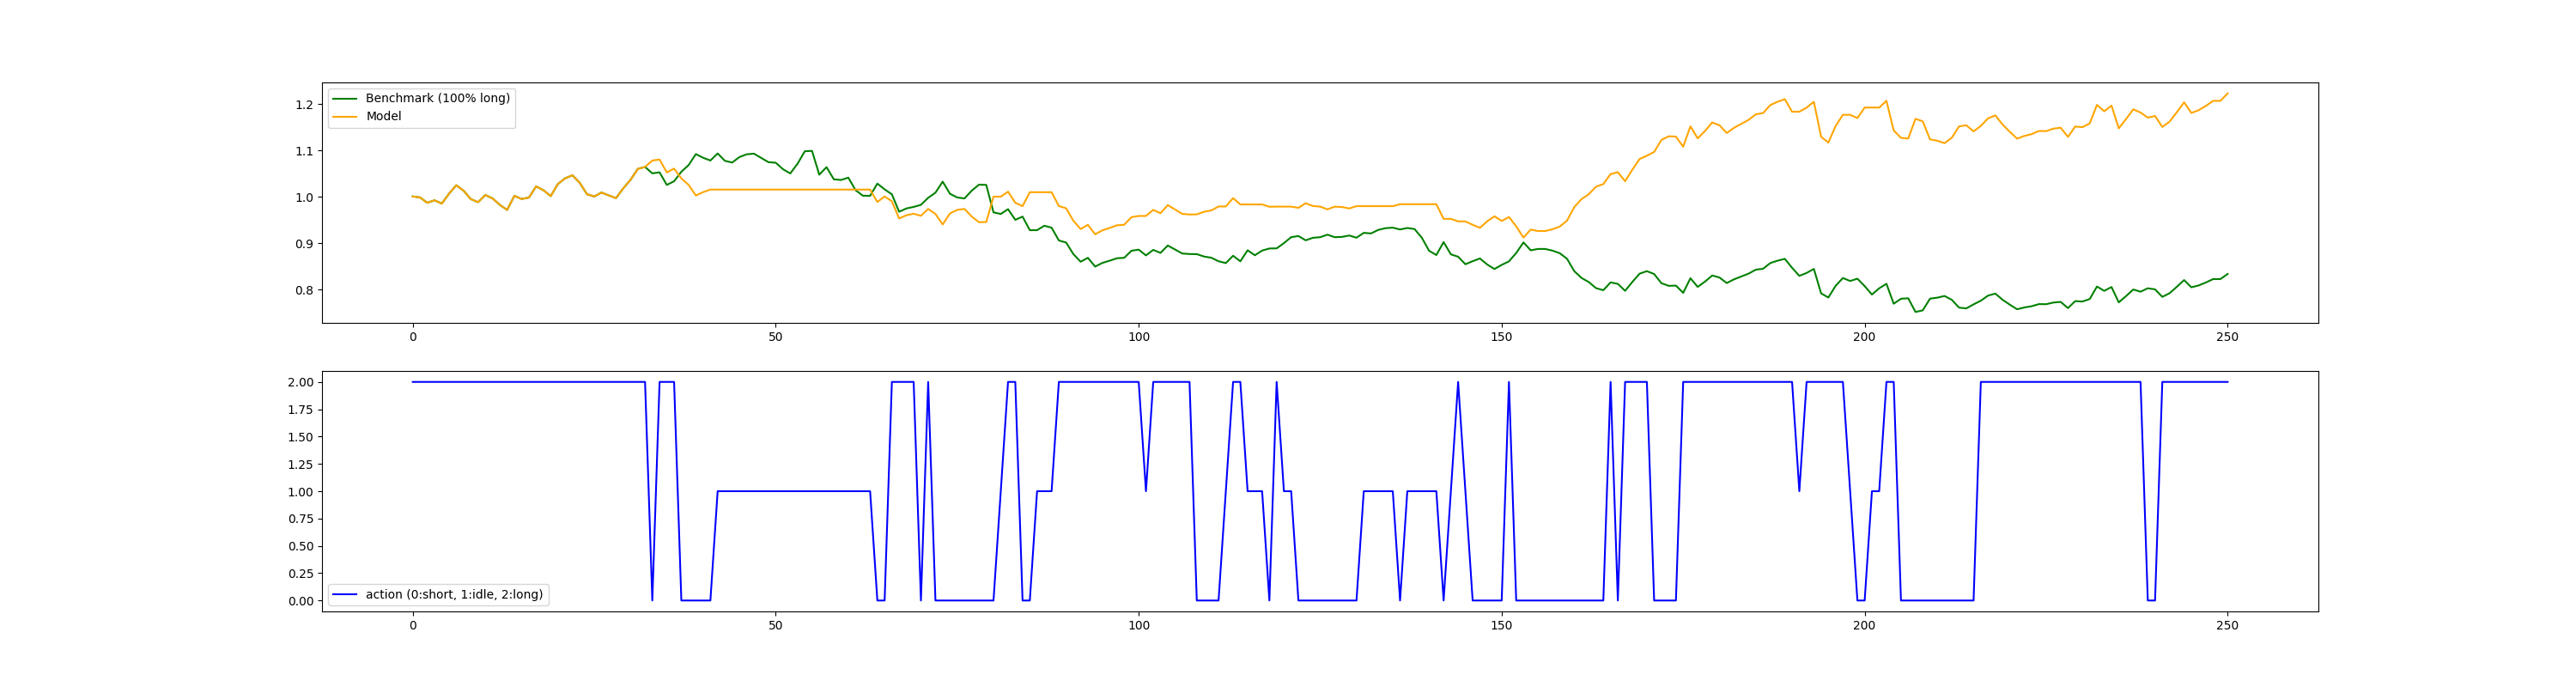 Benchmark (100% long)
Model
1.2
1.1
1.0
0.9
0.8
0 50 100 150 200 250
2.00
1.75
1.50
1.25
1.00
0.75
0.50
0.25
0.00
action (0:short, 1:idle, 2:long)
0 50 100 150 200 250